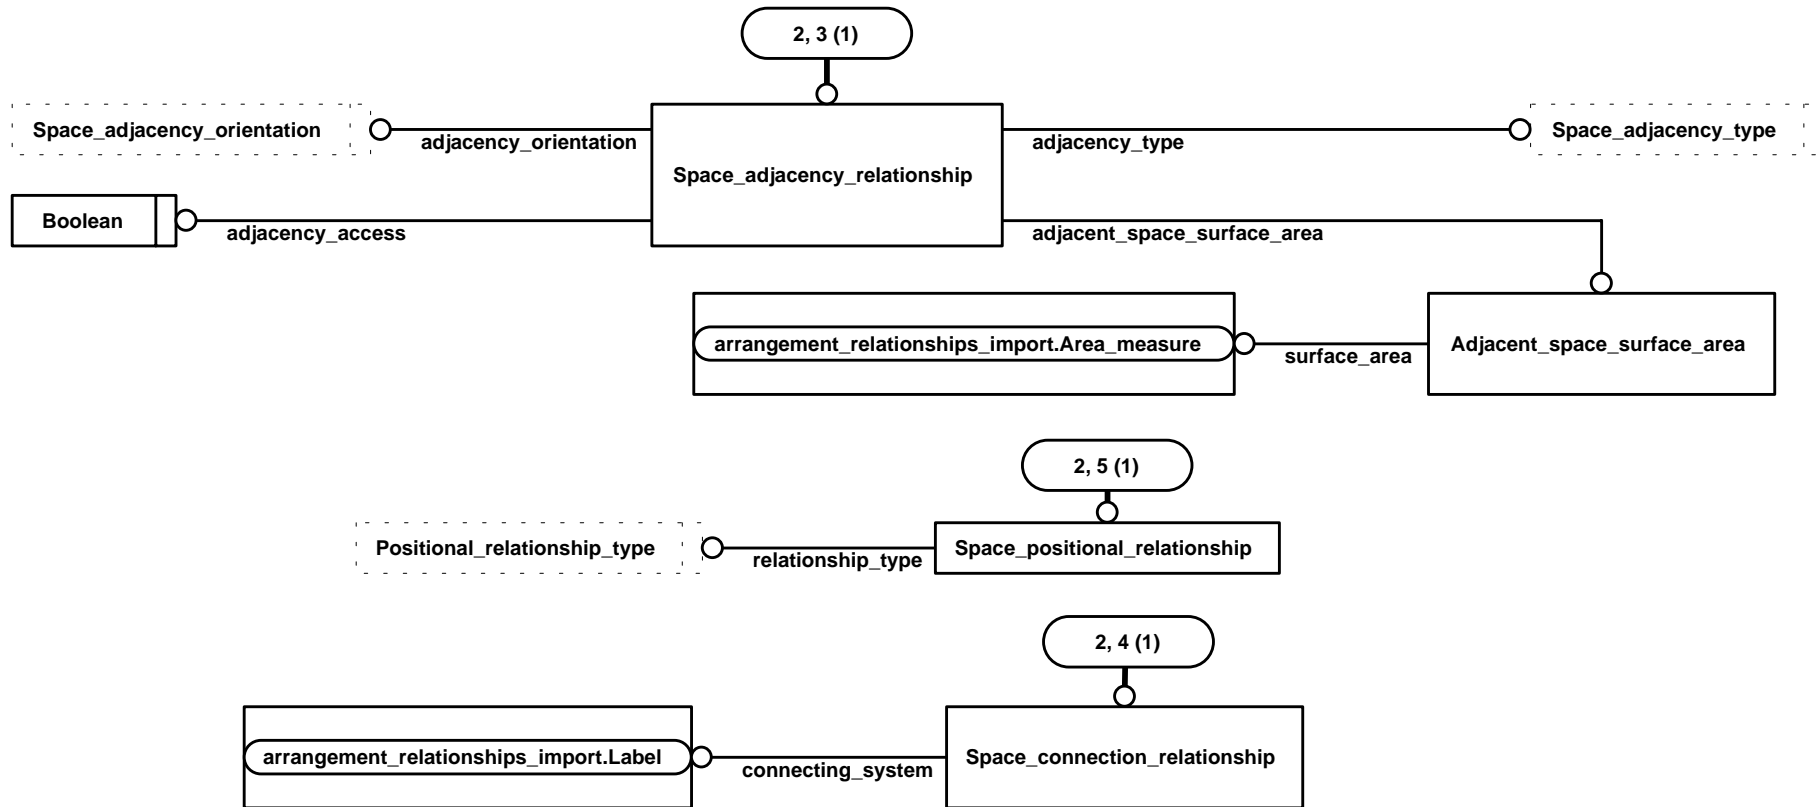 2, 3 (1)
Space_adjacency_orientation
adjacency_orientation
Space_adjacency_relationship
adjacency_type
Space_adjacency_type
Boolean
adjacency_access
adjacent_space_surface_area
arrangement_relationships_import.Area_measure
surface_area
Adjacent_space_surface_area
2, 5 (1)
Positional_relationship_type
relationship_type
Space_positional_relationship
2, 4 (1)
arrangement_relationships_import.Label
connecting_system
Space_connection_relationship